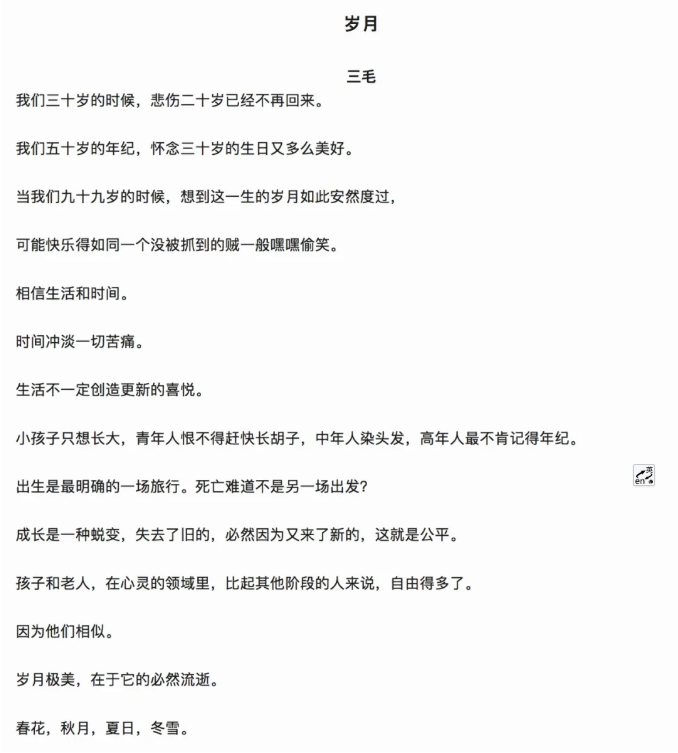 岁月
三毛
我们三十岁的时候，悲伤二十岁已经不再回来。
我们五十岁的年纪，怀念三十岁的生日又多么美好。
当我们九十九岁的时候，想到这一生的岁月如此安然度过，
可能快乐得如同一个没被抓到的贼一般嘿嘿偷笑。
相信生活和时间。
时间冲淡一切苦痛。
生活不一定创造更新的喜悦。
小孩子只想长大，青年人恨不得赶快长胡子，中年人染头发，高年人最不肯记得年纪。
出生是最明确的一场旅行。死亡难道不是另一场出发？
成长是一种蜕变，失去了旧的，必然因为又来了新的，这就是公平。
孩子和老人，在心灵的领域里，比起其他阶段的人来说，自由得多了。
因为他们相似。
岁月极美，在于它的必然流逝。
春花，秋月，夏日，冬雪。
英
en